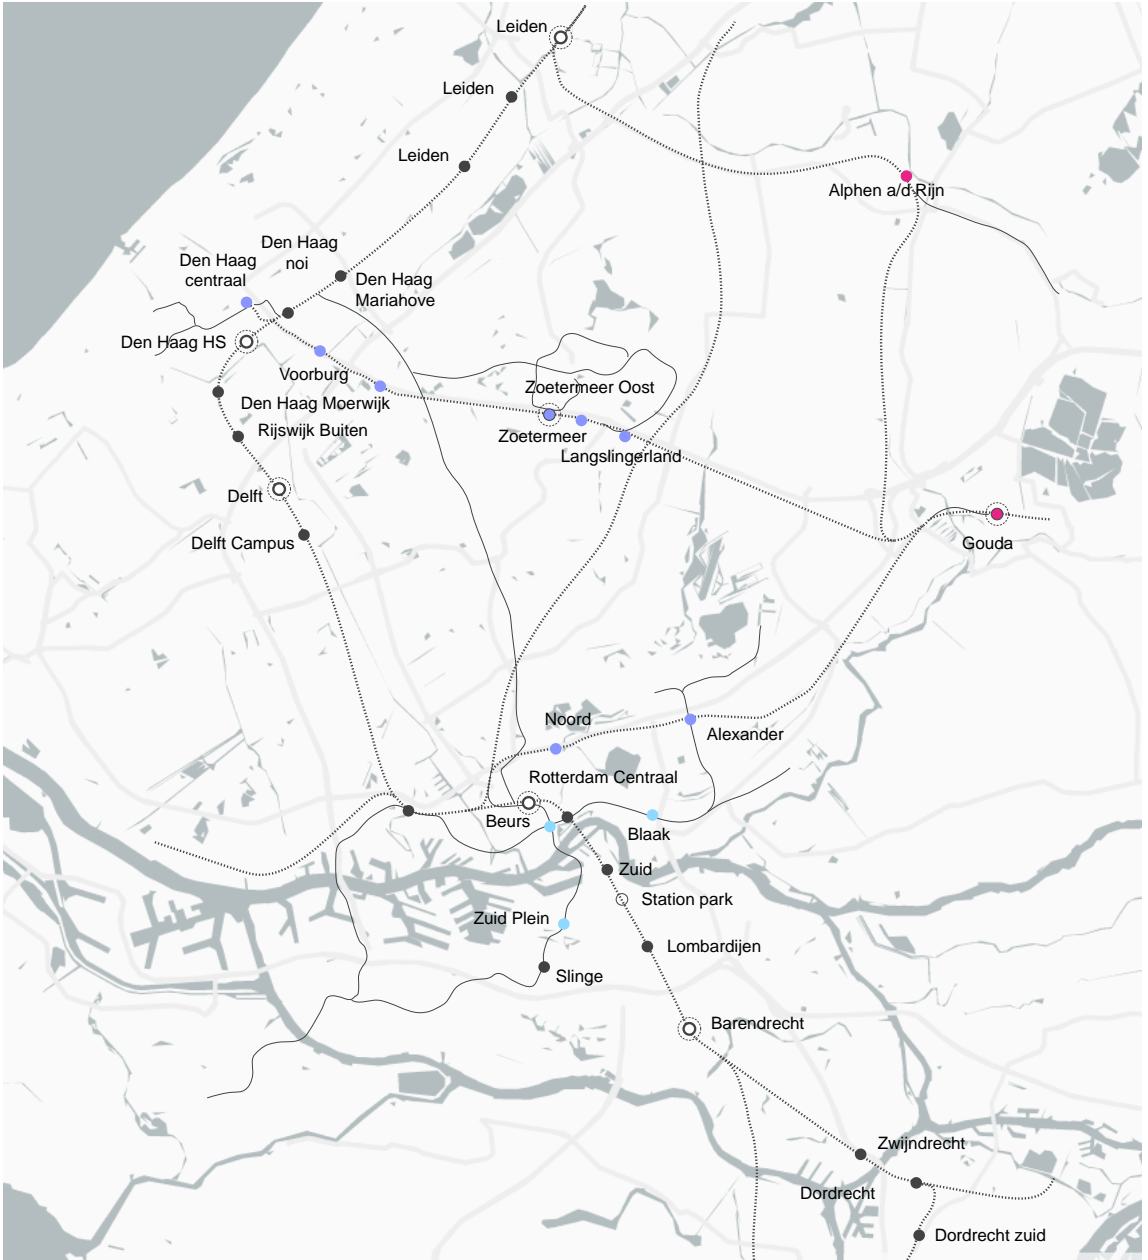 Leiden
Leiden
Leiden
Alphen a/d Rijn
Den Haag
noi
Den Haag
centraal
Den Haag
Mariahove
Den Haag HS
Voorburg
Zoetermeer Oost
Den Haag Moerwijk
Rijswijk Buiten
Zoetermeer
Langslingerland
Delft
Delft Campus
Gouda
Noord
Alexander
Rotterdam Centraal
Beurs
Blaak
Zuid
Station park
Zuid Plein
Lombardijen
Slinge
Barendrecht
Zwijndrecht
Dordrecht
Dordrecht zuid